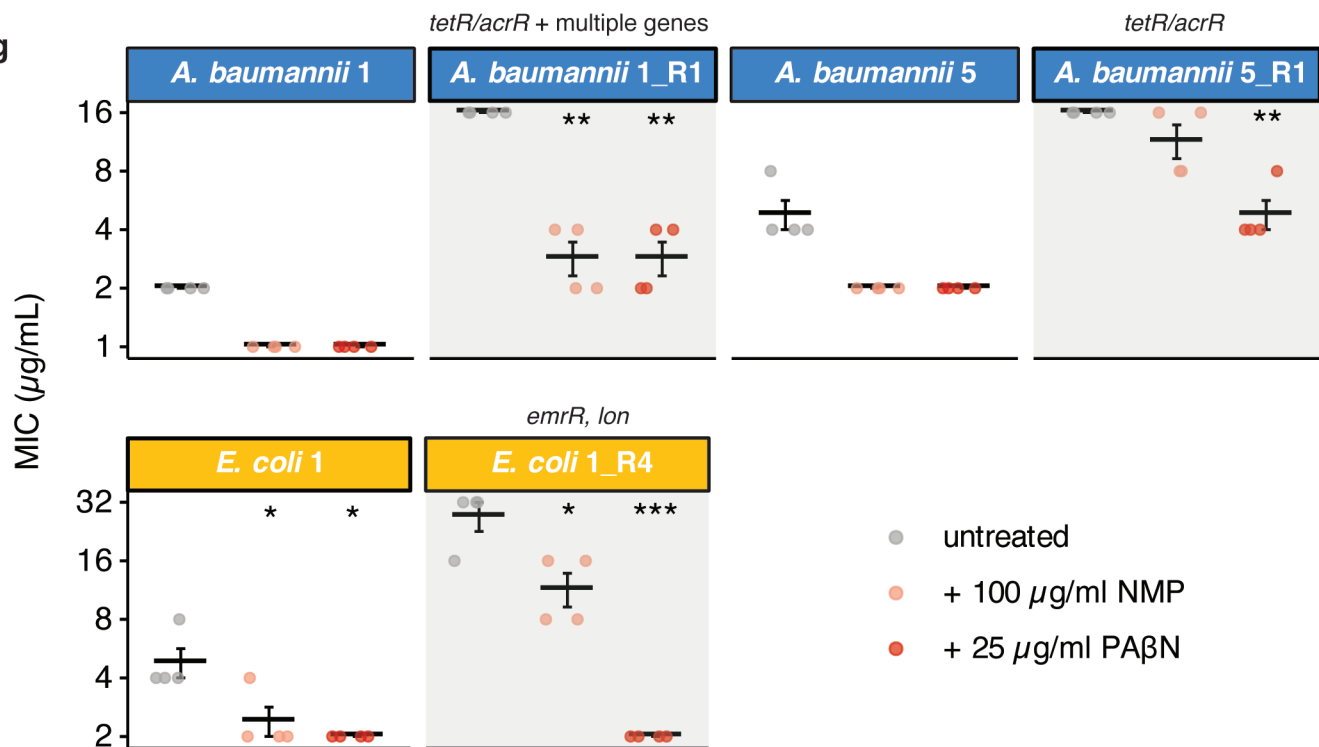 g
tetR/acrR + multiple genes
tetR/acrR
A. baumannii 1
A. baumannii 1_R1
A. baumannii 5
A. baumannii 5_R1
16
8
4
2
1
** **
**
MIC (µg/mL)
emrR, lon
E. coli 1
E. coli 1_R4
32
16
8
4
2
* *
* ***
untreated
+ 100 µg/ml NMP
+ 25 µg/ml PAβN